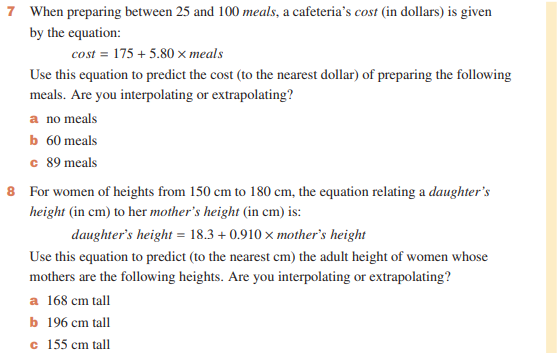 7 When preparing between 25 and 100 meals, a cafeteria's cost (in dollars) is given
by the equation:
cost = 175 + 5.80 × meals
Use this equation to predict the cost (to the nearest dollar) of preparing the following
meals. Are you interpolating or extrapolating?
a no meals
b 60 meals
c 89 meals
8 For women of heights from 150 cm to 180 cm, the equation relating a daughter's
height (in cm) to her mother's height (in cm) is:
daughter's height = 18.3 + 0.910 × mother's height
Use this equation to predict (to the nearest cm) the adult height of women whose
mothers are the following heights. Are you interpolating or extrapolating?
a 168 cm tall
b 196 cm tall
c 155 cm tall